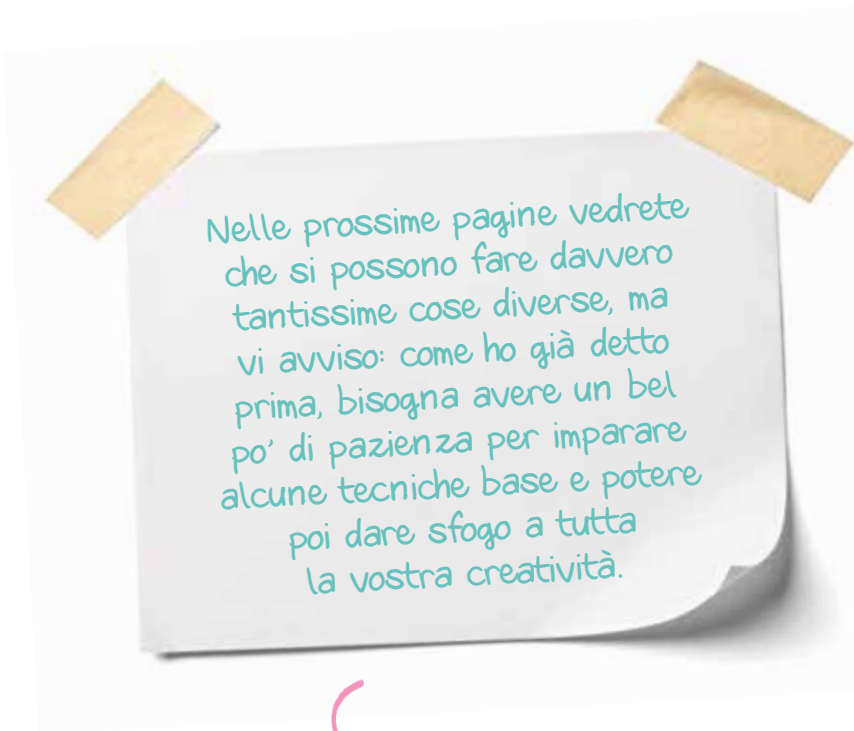 Nelle prossime pagine vedrete
che si possono fare davvero
tantissime cose diverse, ma
vi avviso: come ho già detto
prima, bisogna avere un bel
po’ di pazienza per imparare
alcune tecniche base e potere
poi dare sfogo a tutta
la vostra creatività.